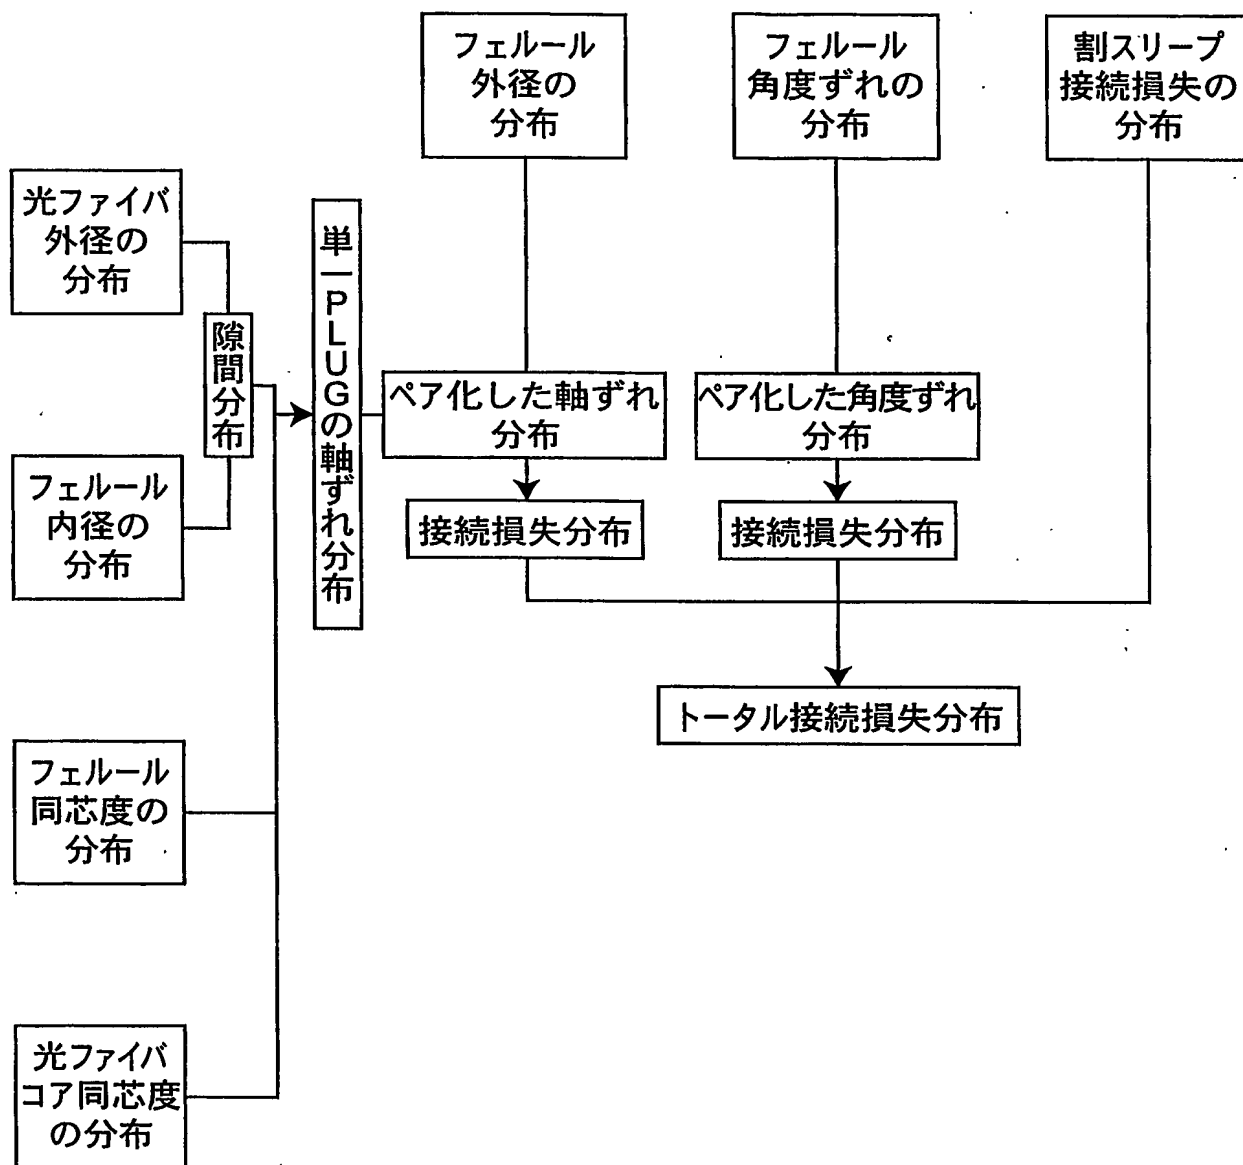 フェルール
外径の
分布
フェルール
角度ずれの
分布
割スリーブ
接続損失の
分布
光ファイバ
外径の
分布
隙間分布
単一PLUGの軸ずれ分布
ペア化した軸ずれ
分布
ペア化した角度ずれ
分布
フェルール
内径の
分布
接続損失分布
接続損失分布
トータル接続損失分布
フェルール
同芯度の
分布
光ファイバ
コア同芯度
の分布